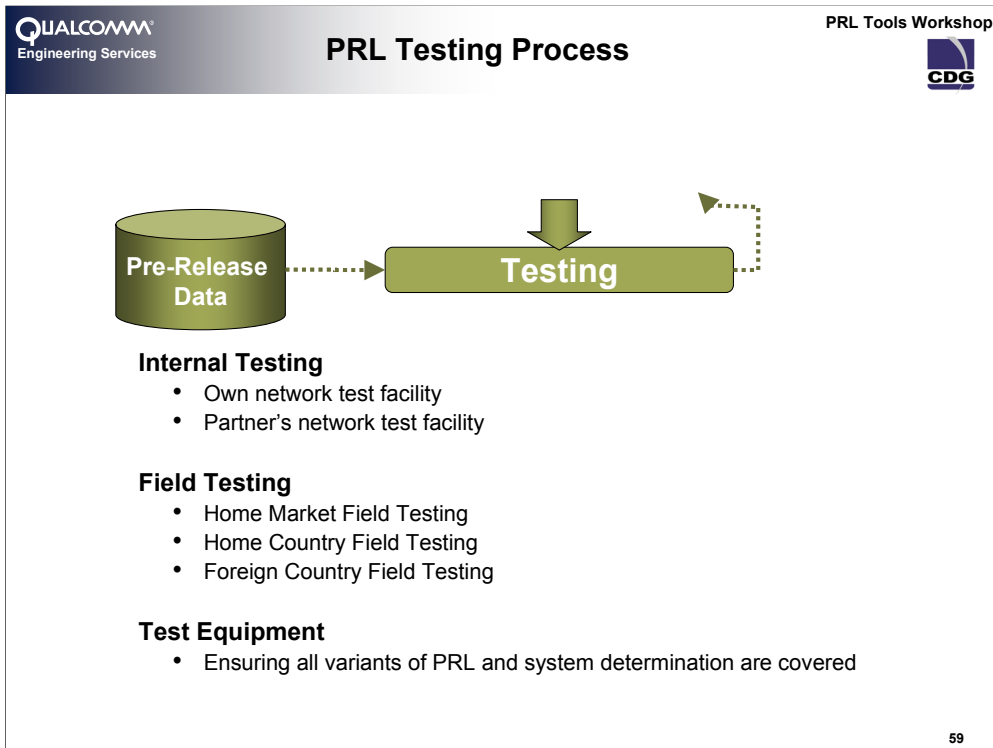 QUALCOMM®
Engineering Services
PRL Testing Process
PRL Tools Workshop
CDG
Pre-Release
Data
Testing
Internal Testing
• Own network test facility
• Partner's network test facility
Field Testing
• Home Market Field Testing
• Home Country Field Testing
• Foreign Country Field Testing
Test Equipment
• Ensuring all variants of PRL and system determination are covered
59